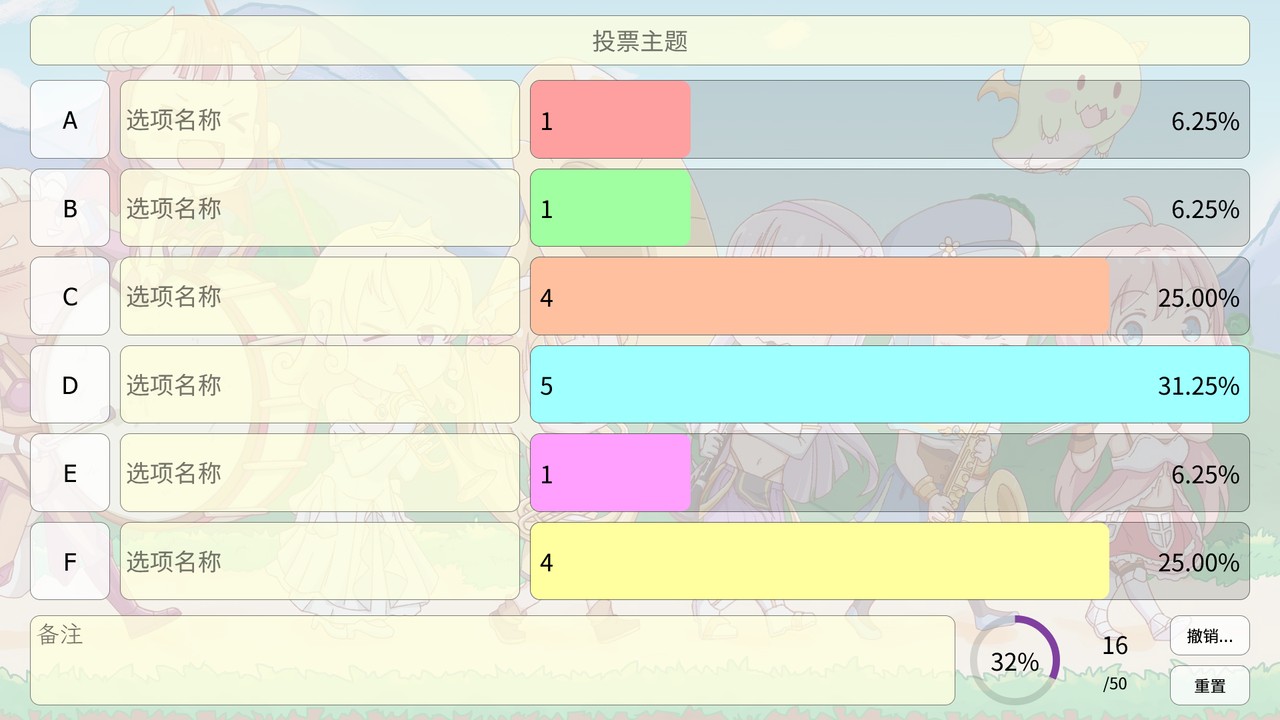 投票主题
A 选项名称 1 6.25%
B 选项名称 1 6.25%
C 选项名称 4 25.00%
D 选项名称 5 31.25%
E 选项名称 1 6.25%
F 选项名称 4 25.00%
备注
32%
16
/50
撤销...
重置